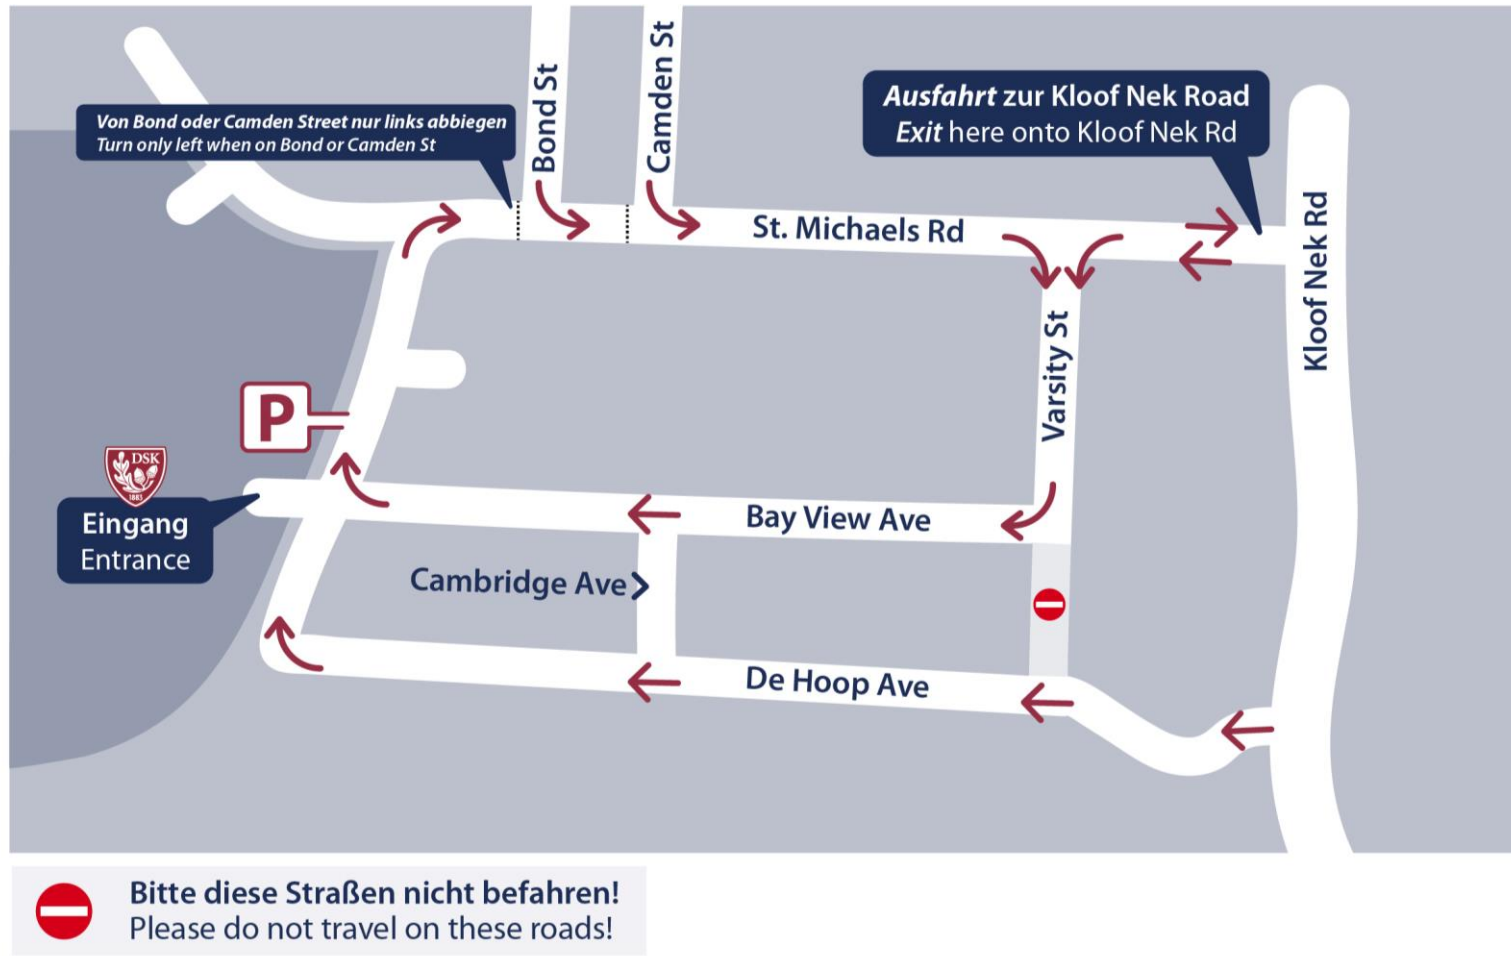 Bond St
Camden St
Von Bond oder Camden Street nur links abbiegen
Turn only left when on Bond or Camden St
Ausfahrt zur Kloof Nek Road
Exit here onto Kloof Nek Rd
St. Michaels Rd
Kloof Nek Rd
Varsity St
P
DSK
1883
Eingang
Entrance
Bay View Ave
Cambridge Ave
De Hoop Ave
Bitte diese Straßen nicht befahren!
Please do not travel on these roads!